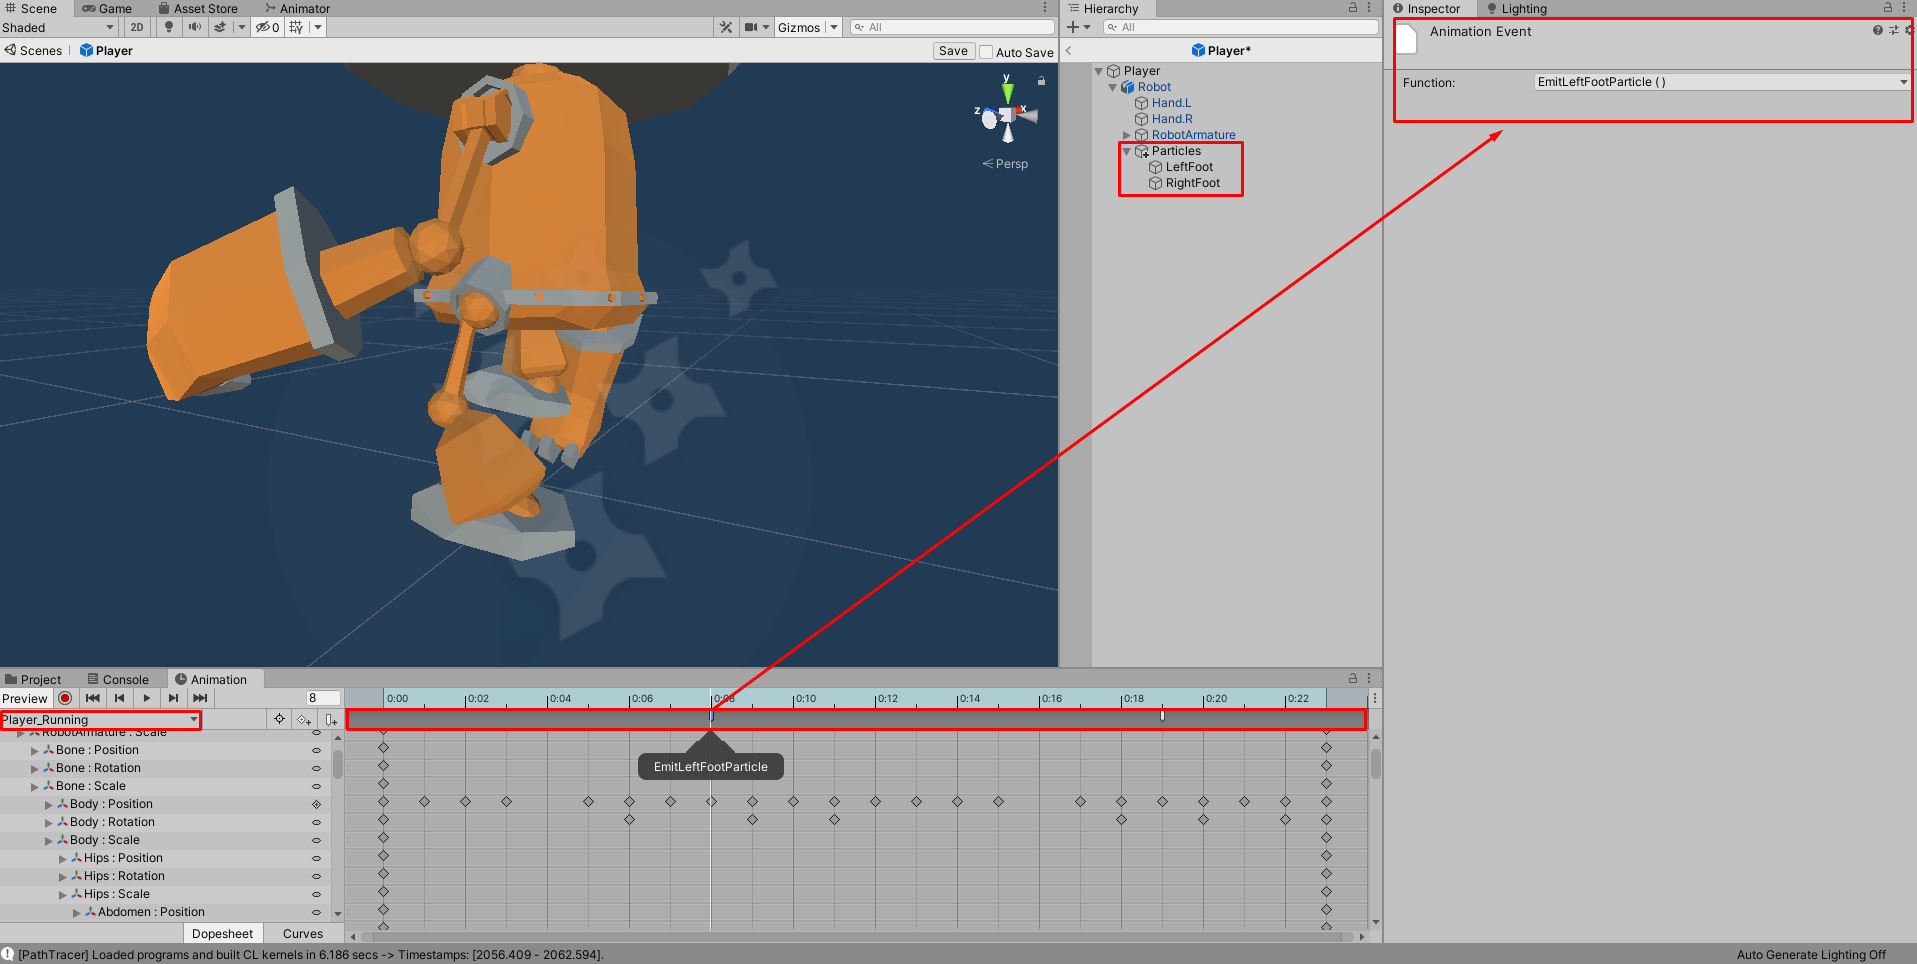 Scene Game Asset Store Animator
Shaded 2D 0 Gizmos All
Scenes Player Save Auto Save
y
z x
Persp
Hierarchy
All
Player*
Player
Robot
Hand.L
Hand.R
RobotArmature
Particles
LeftFoot
RightFoot
Inspector Lighting
Animation Event
Function: EmitLeftFootParticle ( )
Project Console Animation
Preview 8 0:00 0:02 0:04 0:06 0:08 0:10 0:12 0:14 0:16 0:18 0:20 0:22
Player_Running
RobotArmature : Scale
Bone : Position
Bone : Rotation
Bone : Scale
Body : Position
Body : Rotation
Body : Scale
Hips : Position
Hips : Rotation
Hips : Scale
Abdomen : Position
EmitLeftFootParticle
Dopesheet Curves
[PathTracer] Loaded programs and built CL kernels in 6.186 secs -> Timestamps: [2056.409 - 2062.594].
Auto Generate Lighting Off